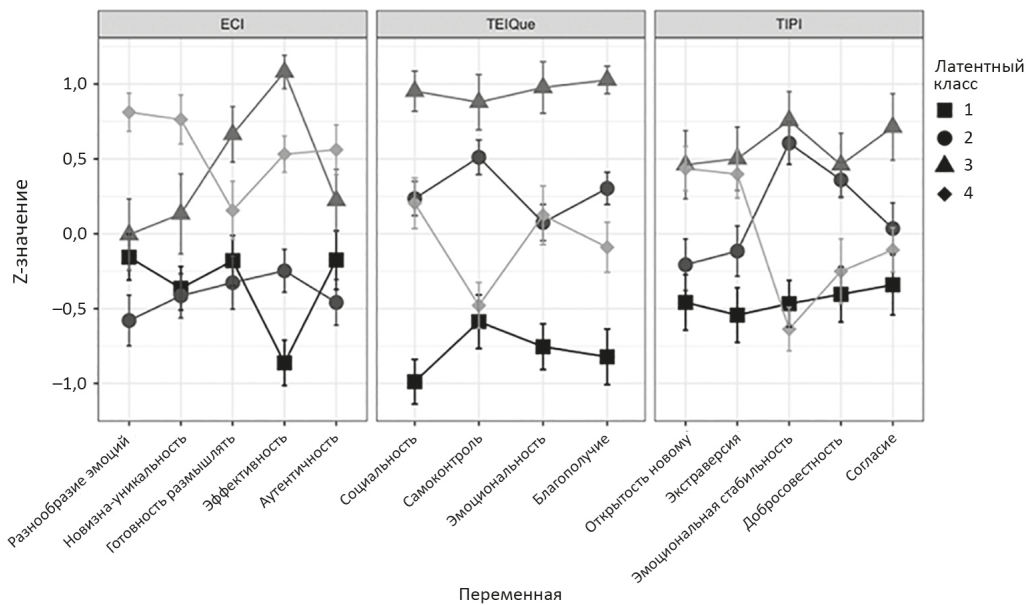 ECI
TEIQue
TIPI
1,0
0,5
0,0
–0,5
–1,0
Z-значение
Латентный
класс
1
2
3
4
Разнообразие эмоций
Новизна-уникальность
Готовность размышлять
Эффективность
Аутентичность
Социальность
Самоконтроль
Эмоциональность
Благополучие
Открытость новому
Экстраверсия
Эмоциональная стабильность
Добросовестность
Согласие
Переменная